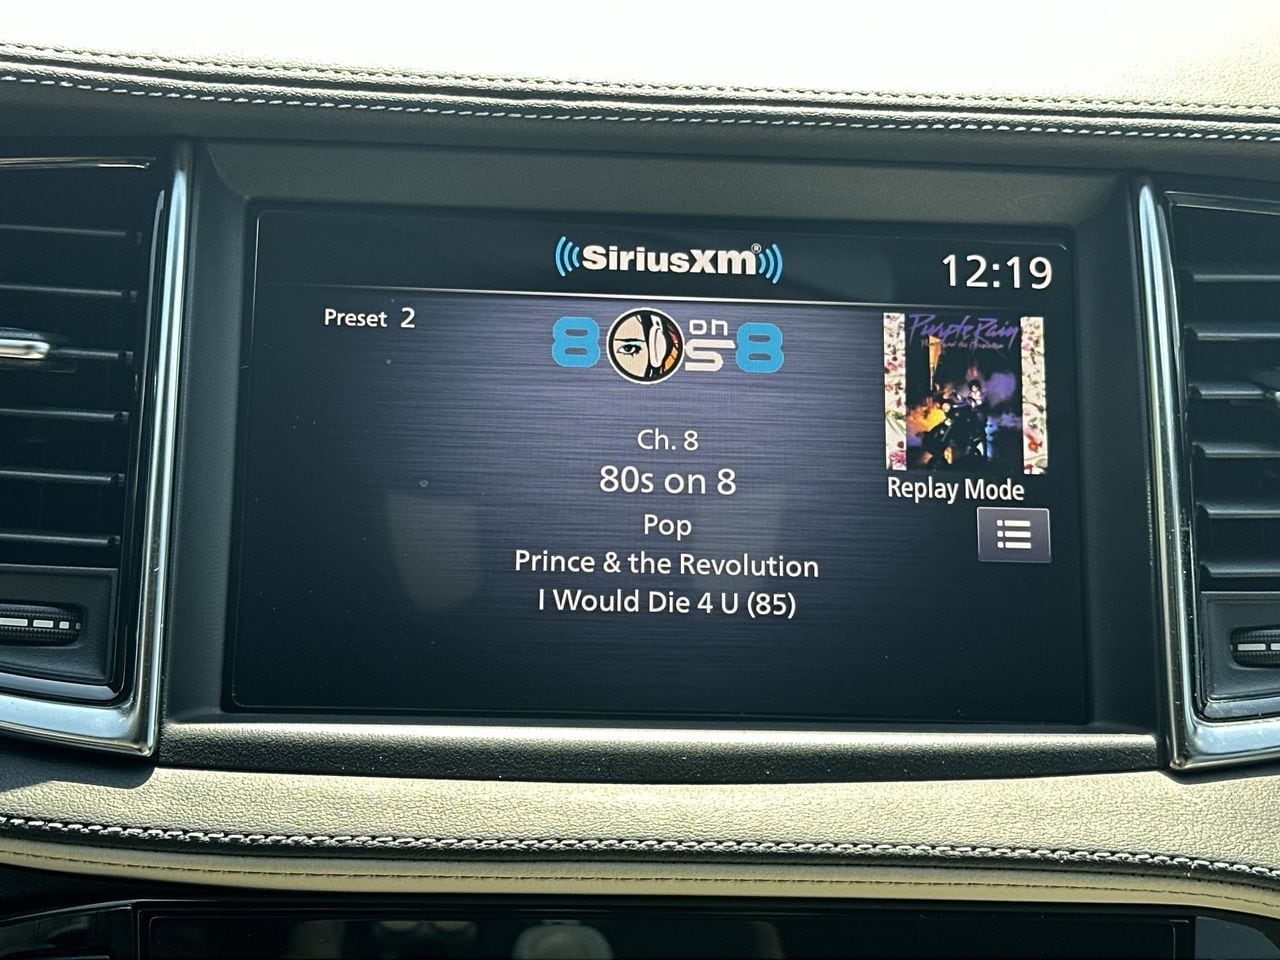 SiriusXm®
12:19
Preset 2
80s on 8
Purple Rain
Ch. 8
80s on 8
Pop
Prince & the Revolution
I Would Die 4 U (85)
Replay Mode